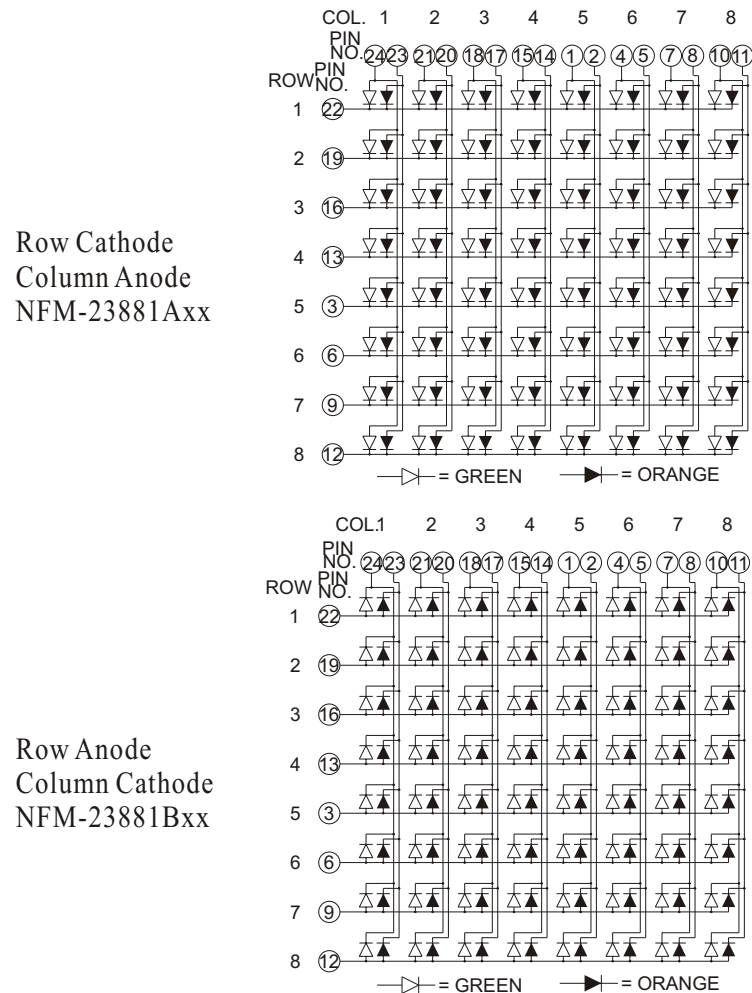 COL. 1 2 3 4 5 6 7 8
PIN
NO. 24 23 21 20 18 17 15 14 1 2 4 5 7 8 10 11
ROW PIN
NO.
1 22
2 19
3 16
Row Cathode
4 13
Column Anode
NFM-23881Axx
5 3
6 6
7 9
8 12
= GREEN = ORANGE
COL.1 2 3 4 5 6 7 8
PIN
NO. 24 23 21 20 18 17 15 14 1 2 4 5 7 8 10 11
PIN
ROW NO.
1 22
2 19
3 16
Row Anode
4 13
Column Cathode
NFM-23881Bxx
5 3
6 6
7 9
8 12
= GREEN = ORANGE